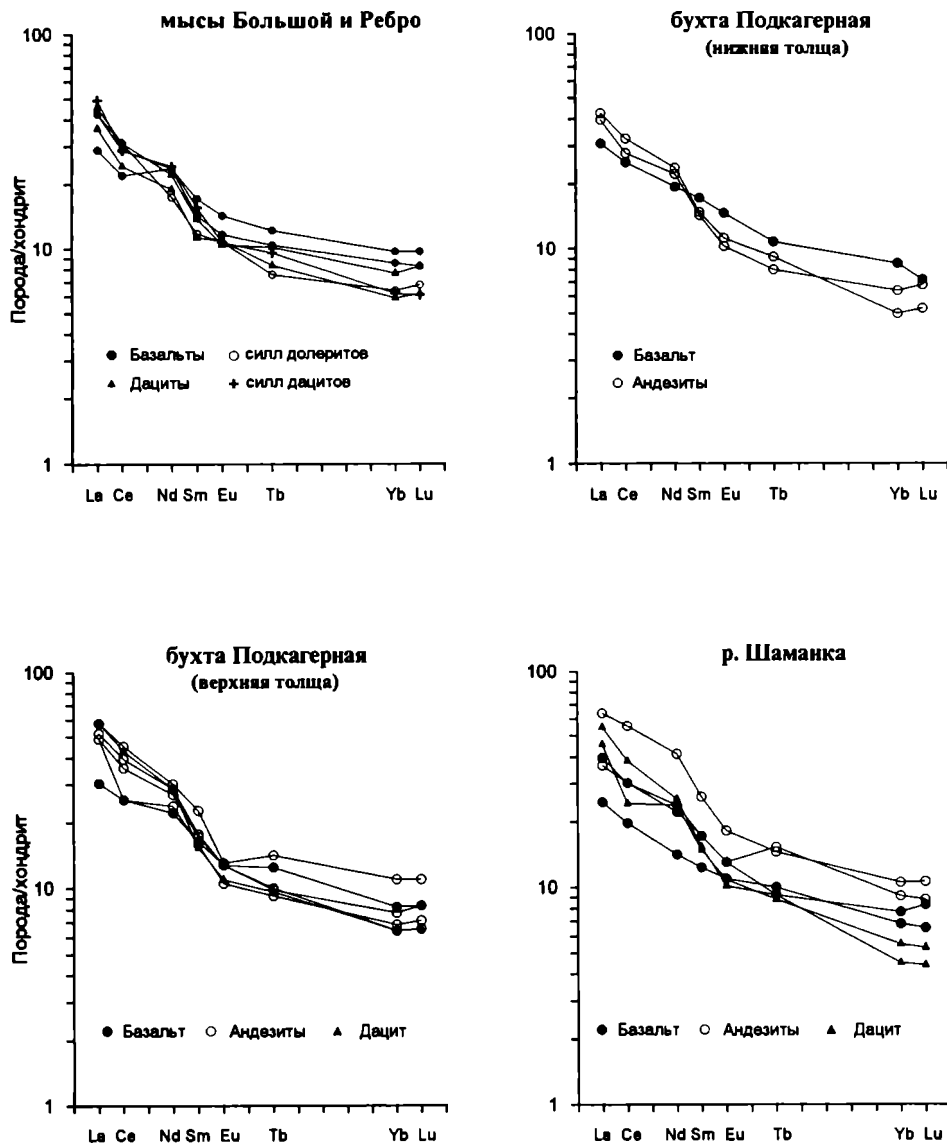 мысы Большой и Ребро
100
10
1
Порода/хондрит
● Базальты ○ силл долеритов
▲ Дациты + силл дацитов
La Ce Nd Sm Eu Tb Yb Lu
бухта Подкагерная
(нижняя толща)
100
10
1
● Базальт
○ Андезиты
La Ce Nd Sm Eu Tb Yb Lu
бухта Подкагерная
(верхняя толща)
100
10
1
Порода/хондрит
● Базальт ○ Андезиты ▲ Дацит
La Ce Nd Sm Eu Tb Yb Lu
р. Шаманка
100
10
1
● Базальт ○ Андезиты ▲ Дацит
La Ce Nd Sm Eu Tb Yb Lu